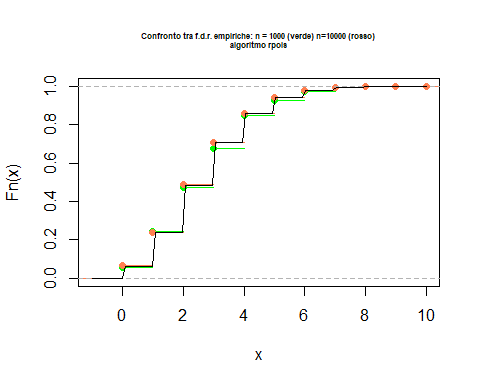 Confronto tra f.d.r. empiriche: n = 1000 (verde) n=10000 (rosso)
algoritmo rpois
Fn(x)
1.0
0.8
0.6
0.4
0.2
0.0
0 2 4 6 8 10
x